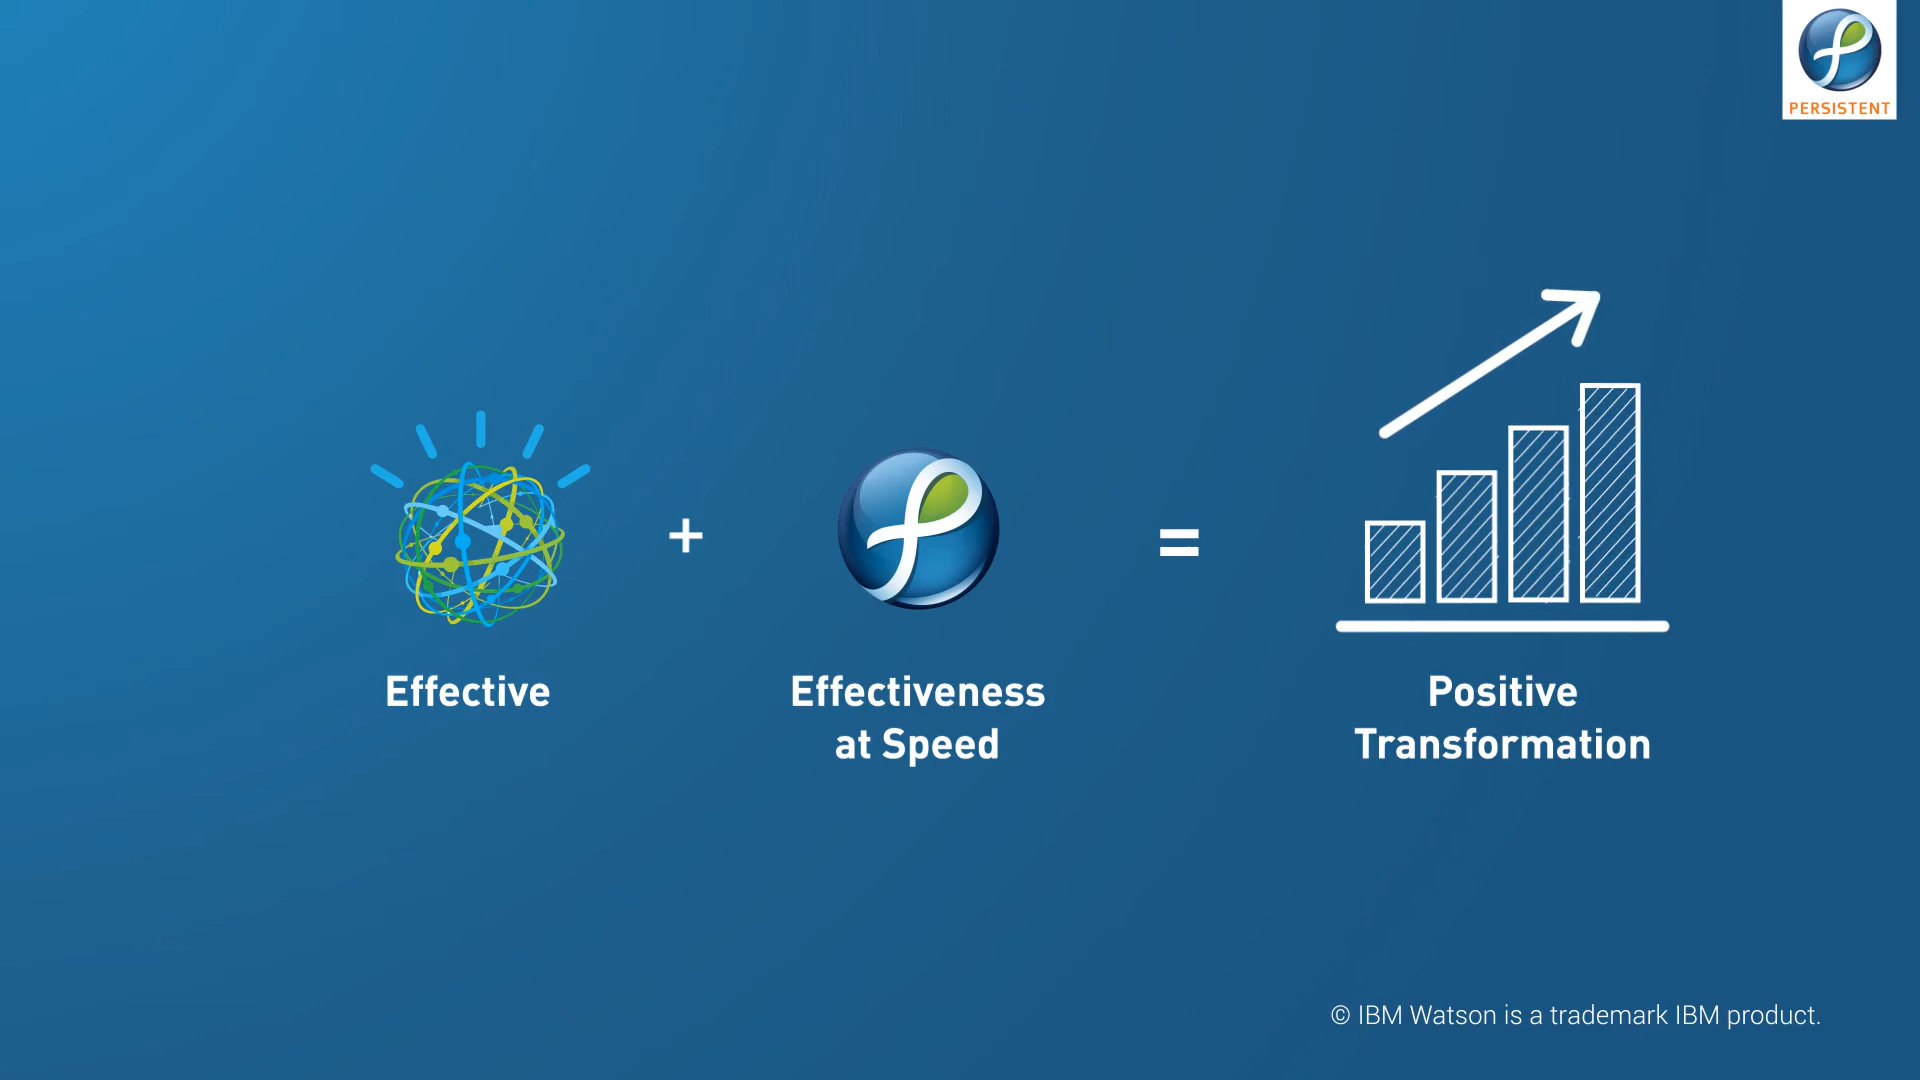 PERSISTENT
+
=
Effective
Effectiveness
at Speed
Positive
Transformation
© IBM Watson is a trademark IBM product.